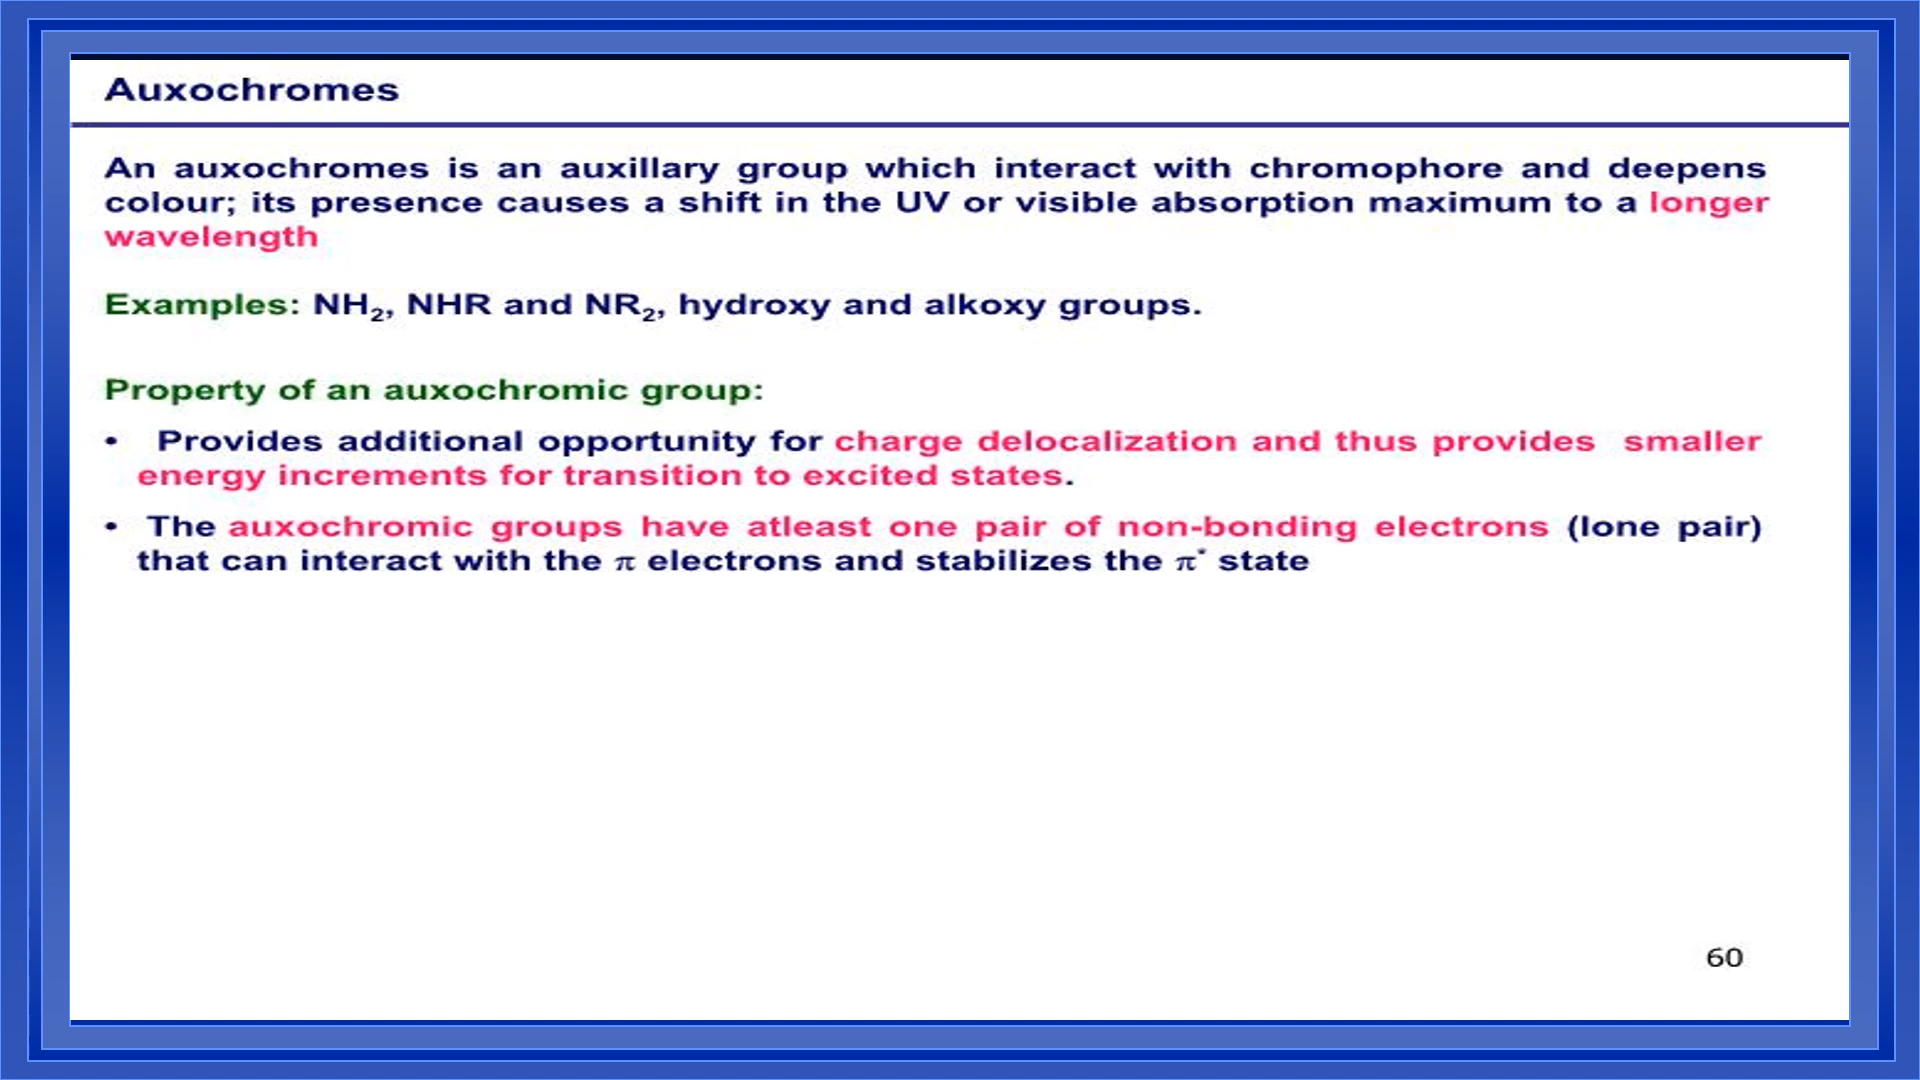 Auxochromes
An auxochromes is an auxillary group which interact with chromophore and deepens
colour; its presence causes a shift in the UV or visible absorption maximum to a longer
wavelength
Examples: NH₂, NHR and NR₂, hydroxy and alkoxy groups.
Property of an auxochromic group:
• Provides additional opportunity for charge delocalization and thus provides smaller
energy increments for transition to excited states.
• The auxochromic groups have atleast one pair of non-bonding electrons (lone pair)
that can interact with the π electrons and stabilizes the π* state
60